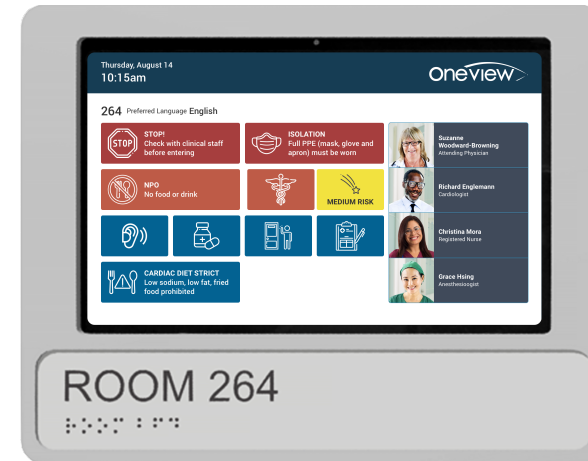 Thursday, August 14
10:15am
Oneview
264 Preferred Language English
STOP
STOP!
Check with clinical staff
before entering
ISOLATION
Full PPE (mask, glove and
apron) must be worn
NPO
No food or drink
MEDIUM RISK
CARDIAC DIET STRICT
Low sodium, low fat, fried
food prohibited
Suzanne
Woodward-Browning
Attending Physician
Richard Englemann
Cardiologist
Christina Mora
Registered Nurse
Grace Hsing
Anesthesioogist
ROOM 264